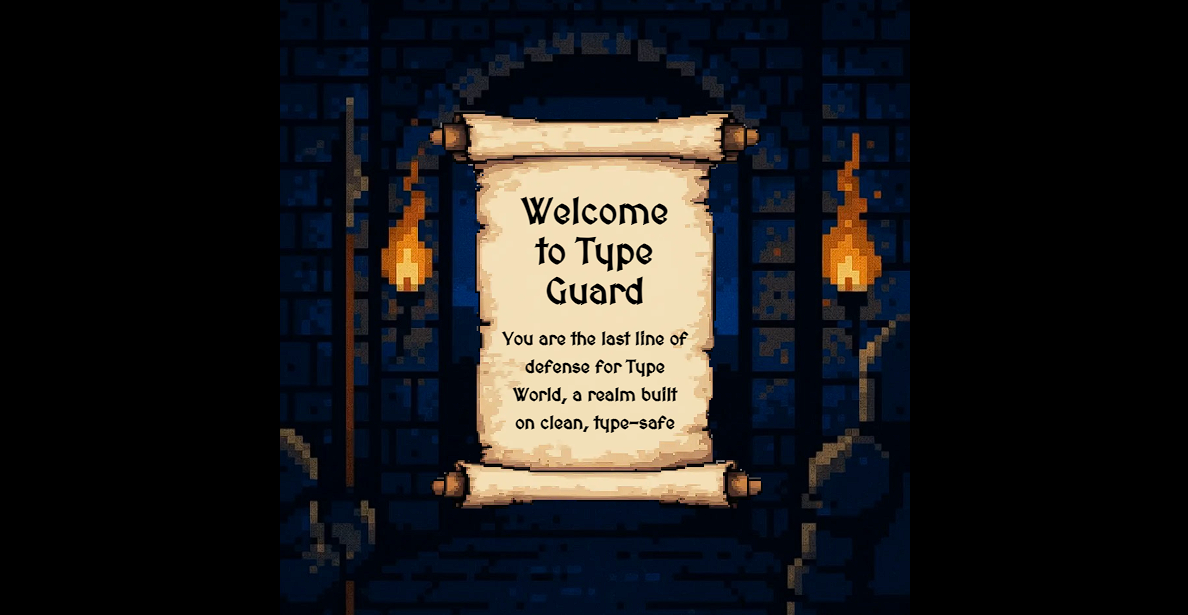 Welcome
to Type
Guard
You are the last line of
defense for Type
World, a realm built
on clean, type-safe